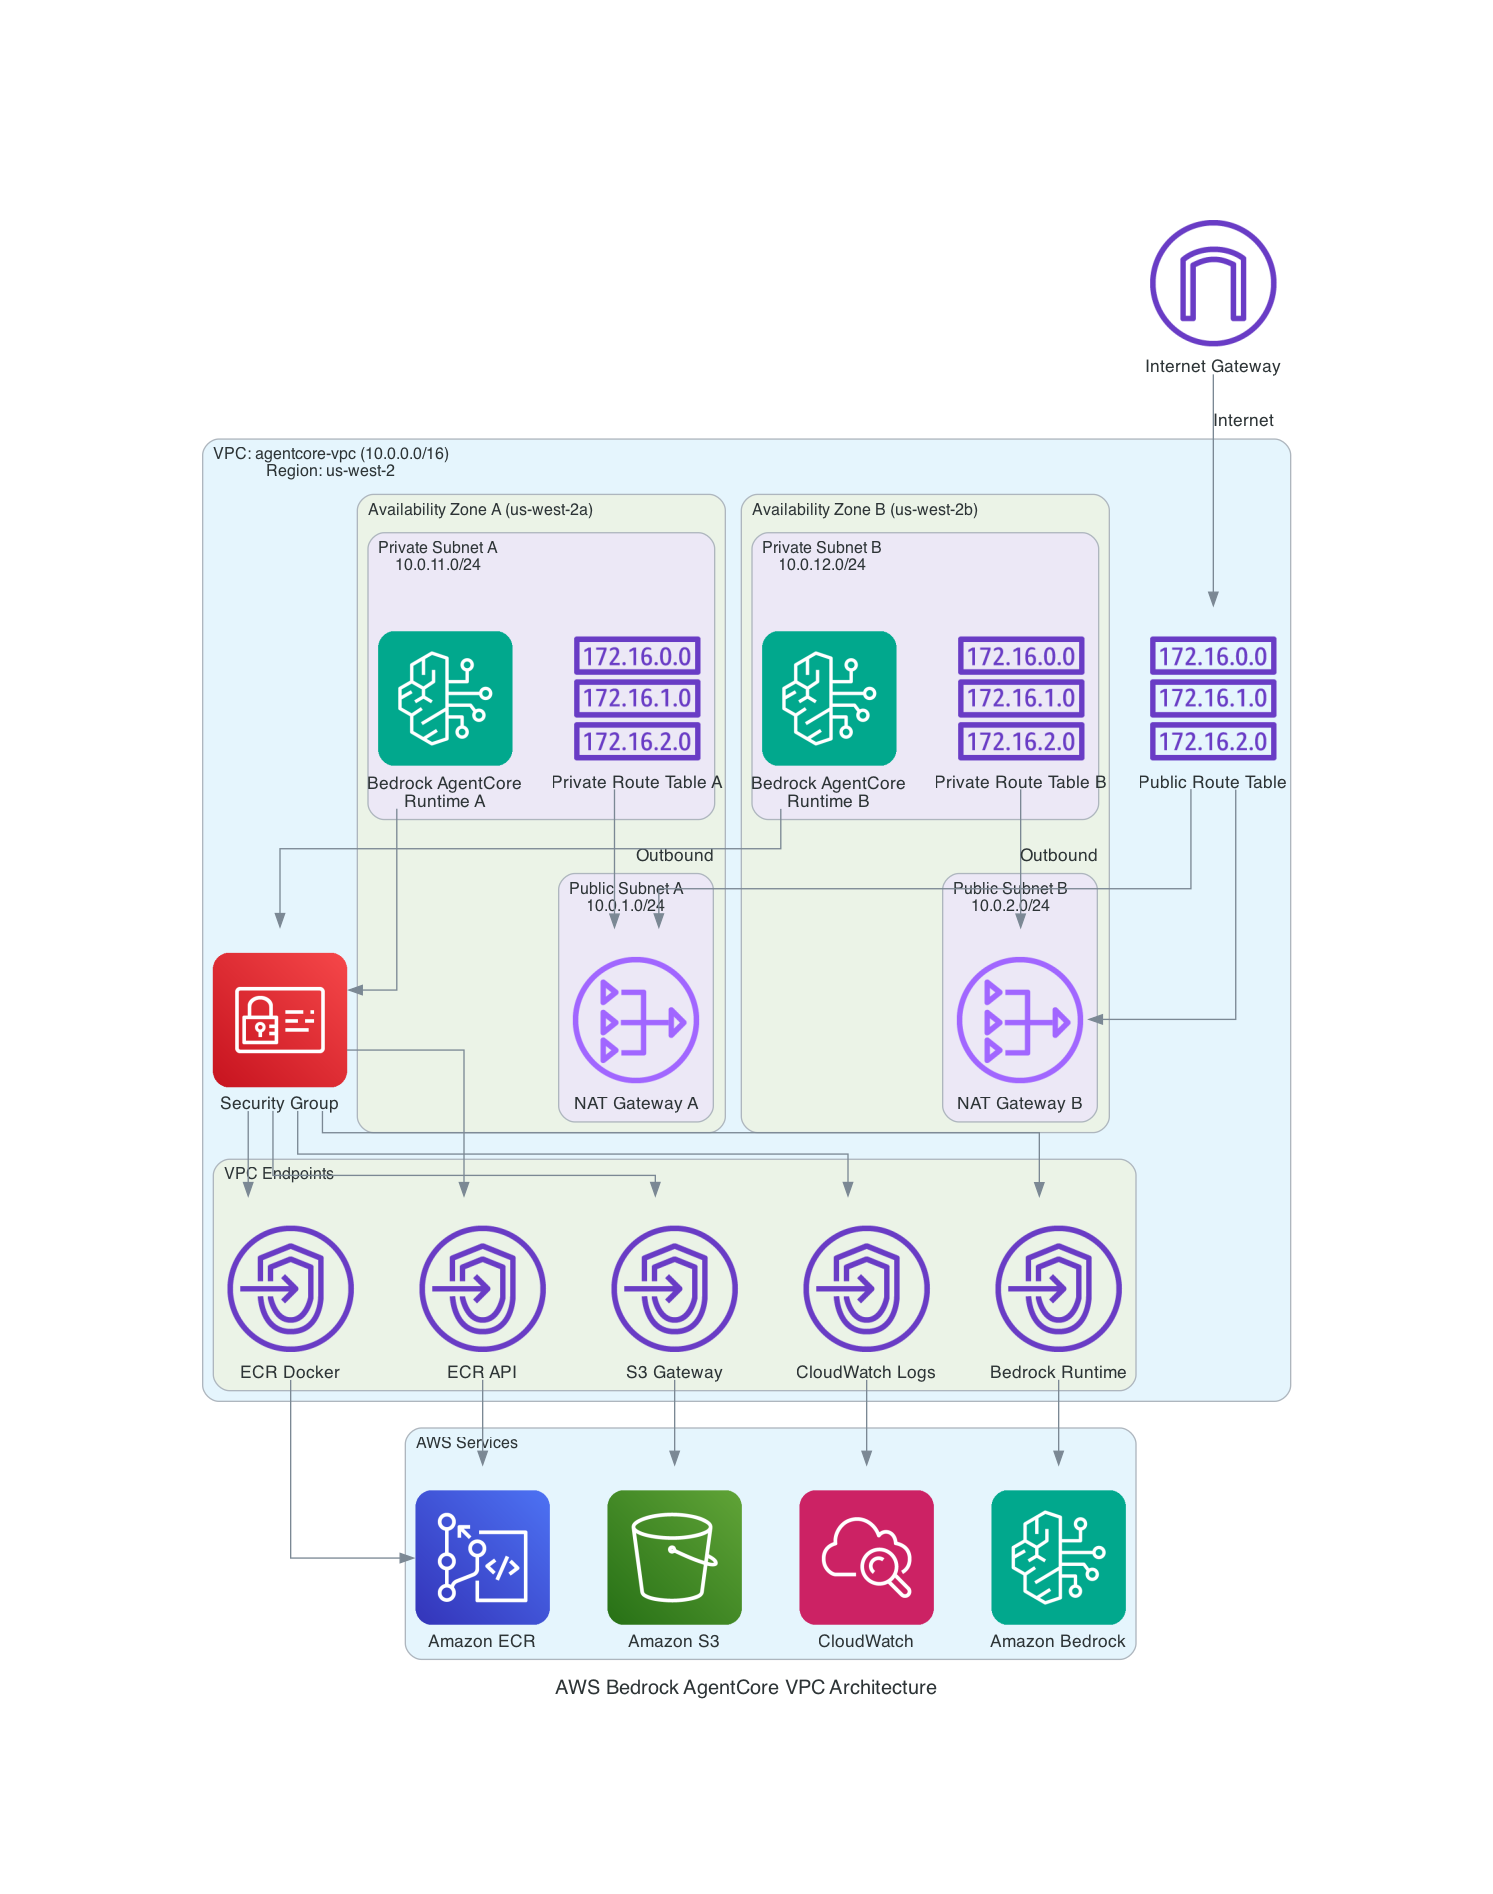 Internet Gateway
Internet
VPC: agentcore-vpc (10.0.0.0/16)
Region: us-west-2
Availability Zone A (us-west-2a)
Private Subnet A
10.0.11.0/24
Bedrock AgentCore
Runtime A
172.16.0.0
172.16.1.0
172.16.2.0
Private Route Table A
Availability Zone B (us-west-2b)
Private Subnet B
10.0.12.0/24
Bedrock AgentCore
Runtime B
172.16.0.0
172.16.1.0
172.16.2.0
Private Route Table B
172.16.0.0
172.16.1.0
172.16.2.0
Public Route Table
Outbound
Outbound
Public Subnet A
10.0.1.0/24
NAT Gateway A
Public Subnet B
10.0.2.0/24
NAT Gateway B
Security Group
VPC Endpoints
ECR Docker
ECR API
S3 Gateway
CloudWatch Logs
Bedrock Runtime
AWS Services
Amazon ECR
Amazon S3
CloudWatch
Amazon Bedrock
AWS Bedrock AgentCore VPC Architecture